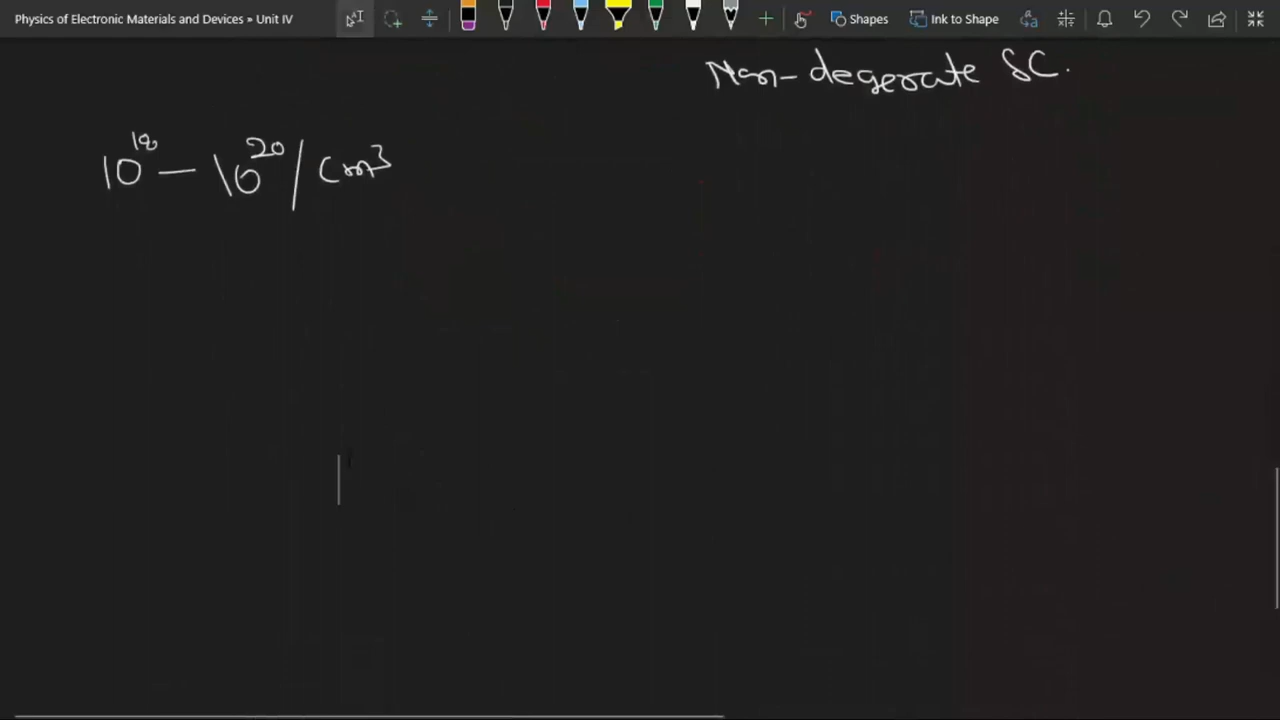 Physics of Electronic Materials and Devices » Unit IV
Shapes
Ink to Shape
Non-degerate SC.
10^18 – 10^20 / cm^3